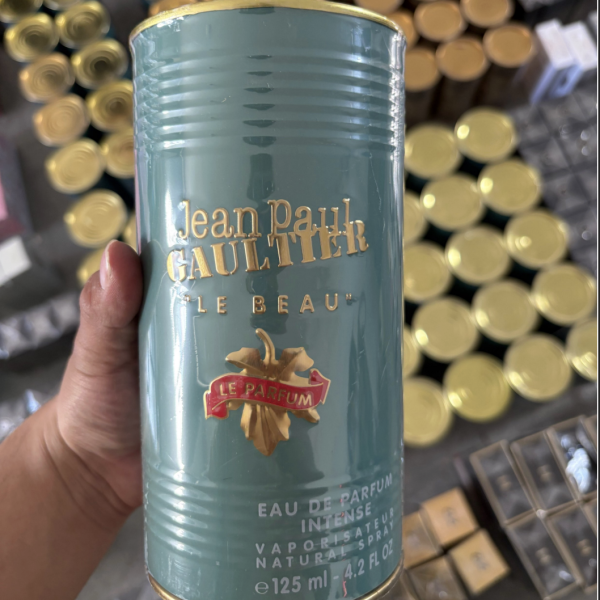 Jean Paul
GAULTIER
"LE BEAU"
LE PARFUM
EAU DE PARFUM
INTENSE
VAPORISATEUR
NATURAL SPRAY
℮125 ml - 4.2 FL OZ